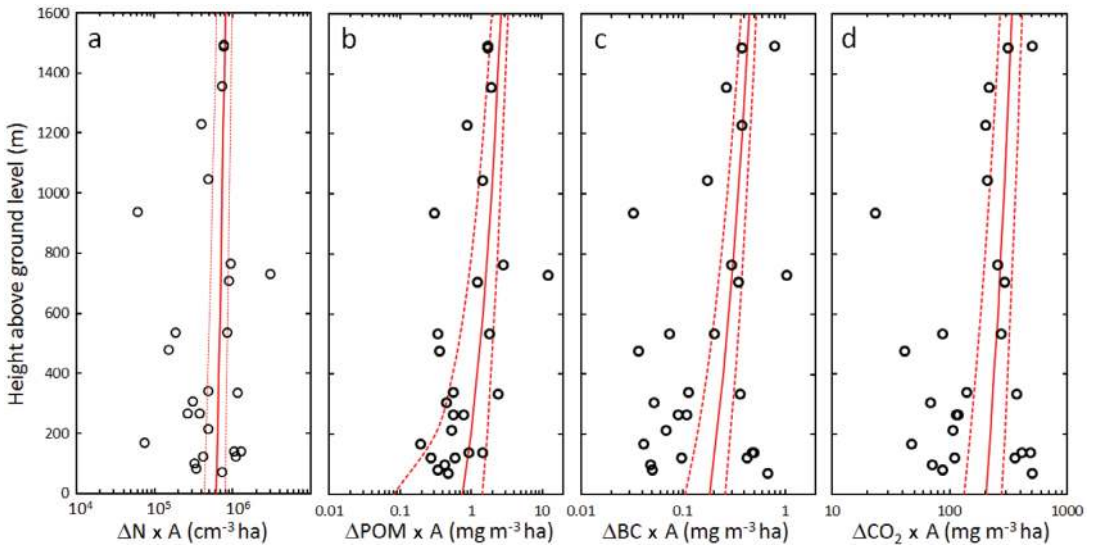 a
b
c
d
Height above ground level (m)
1600
1400
1200
1000
800
600
400
200
0
10⁴
10⁵
10⁶
0.01
0.1
1
10
0.01
0.1
1
10
100
1000
ΔN x A (cm⁻³ ha)
ΔPOM x A (mg m⁻³ ha)
ΔBC x A (mg m⁻³ ha)
ΔCO₂ x A (mg m⁻³ ha)